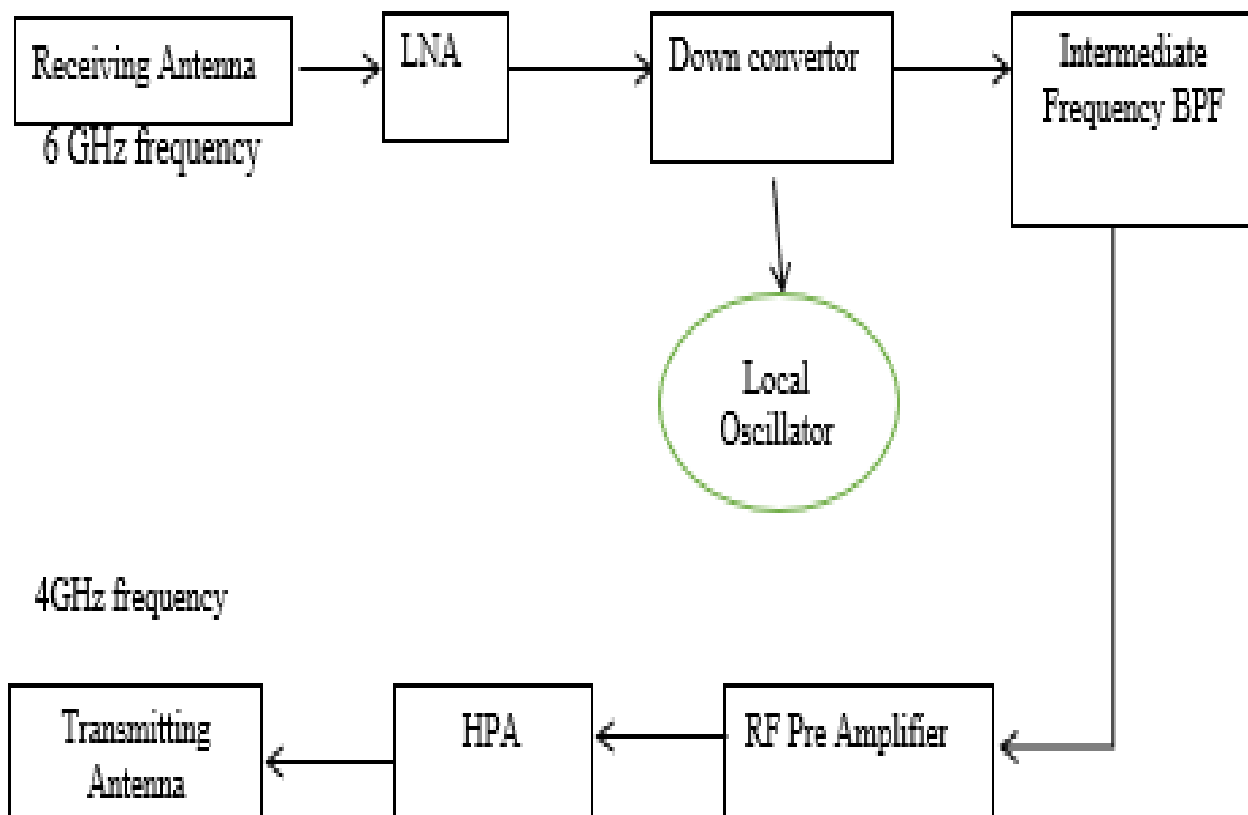 Receiving Antenna
6 GHz frequency
LNA
Down convertor
Intermediate
Frequency BPF
Local
Oscillator
4GHz frequency
Transmitting
Antenna
HPA
RF Pre Amplifier